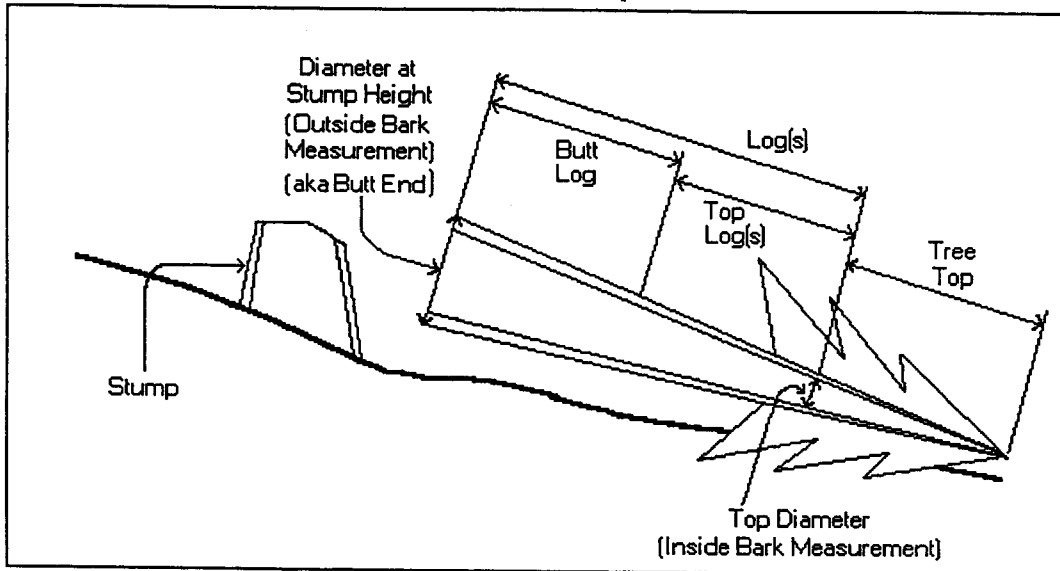 Diameter at
Stump Height
(Outside Bark
Measurement)
(aka Butt End)
Log(s)
Butt
Log
Top
Log(s)
Tree
Top
Stump
Top Diameter
(Inside Bark Measurement)